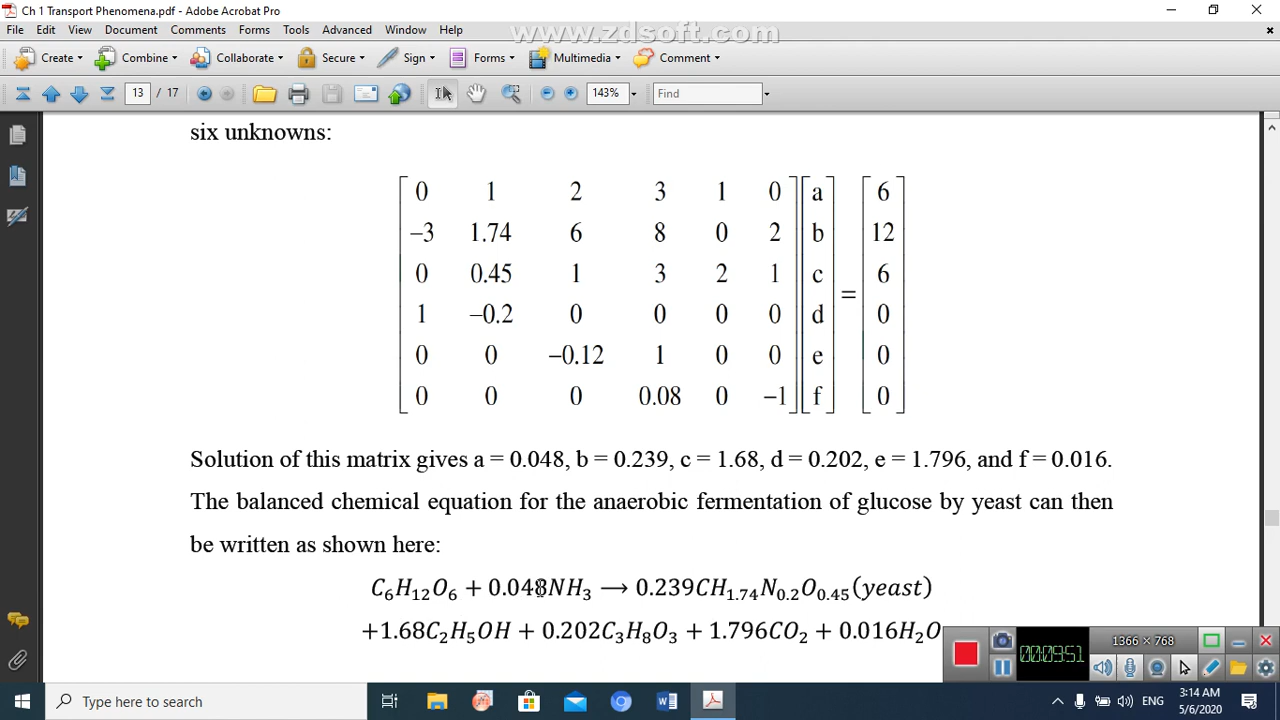 Ch 1 Transport Phenomena.pdf - Adobe Acrobat Pro
www.zdsoft.com
File Edit View Document Comments Forms Tools Advanced Window Help
Create Combine Collaborate Secure Sign Forms Multimedia Comment
13 / 17 143% Find
six unknowns:
0 1 2 3 1 0 a 6
−3 1.74 6 8 0 2 b 12
0 0.45 1 3 2 1 c 6
=
1 −0.2 0 0 0 0 d 0
0 0 −0.12 1 0 0 e 0
0 0 0 0.08 0 −1 f 0
Solution of this matrix gives a = 0.048, b = 0.239, c = 1.68, d = 0.202, e = 1.796, and f = 0.016.
The balanced chemical equation for the anaerobic fermentation of glucose by yeast can then
be written as shown here:
C₆H₁₂O₆ + 0.048NH₃ ⟶ 0.239CH₁.₇₄N₀.₂O₀.₄₅(yeast)
+1.68C₂H₅OH + 0.202C₃H₈O₃ + 1.796CO₂ + 0.016H₂O
1366 × 768
00:09:51
Type here to search
ENG
3:14 AM
5/6/2020